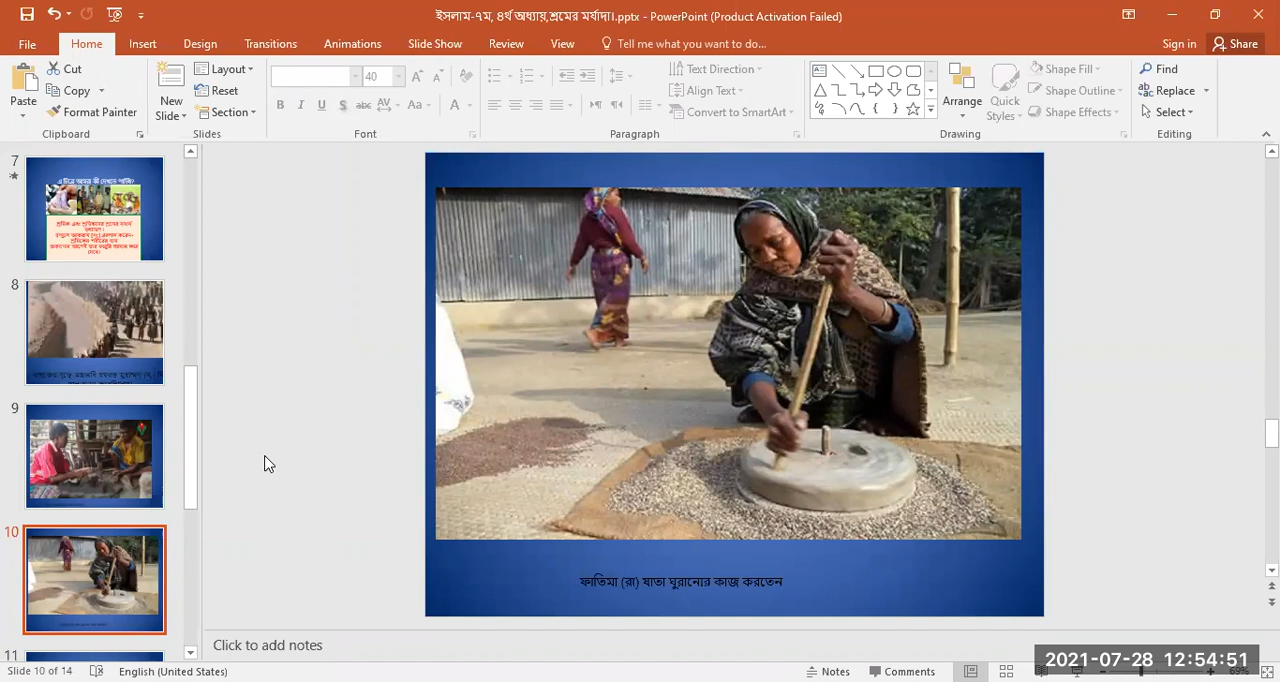 ইসলাম-৭ম, ৪র্থ অধ্যায়,শ্রমের মর্যাদা।.pptx - PowerPoint (Product Activation Failed)
File Home Insert Design Transitions Animations Slide Show Review View Tell me what you want to do... Sign in Share
Paste
Cut
Copy
Format Painter
Clipboard
New Slide
Layout
Reset
Section
Slides
40
B I U S abc AV Aa A
Font
Text Direction
Align Text
Convert to SmartArt
Paragraph
Arrange
Quick Styles
Shape Fill
Shape Outline
Shape Effects
Drawing
Find
Replace
Select
Editing
7
8
9
10
11
ফাতিমা (রা) যাতা ঘুরানোর কাজ করতেন
Click to add notes
Slide 10 of 14 English (United States) Notes Comments 69%
2021-07-28 12:54:51